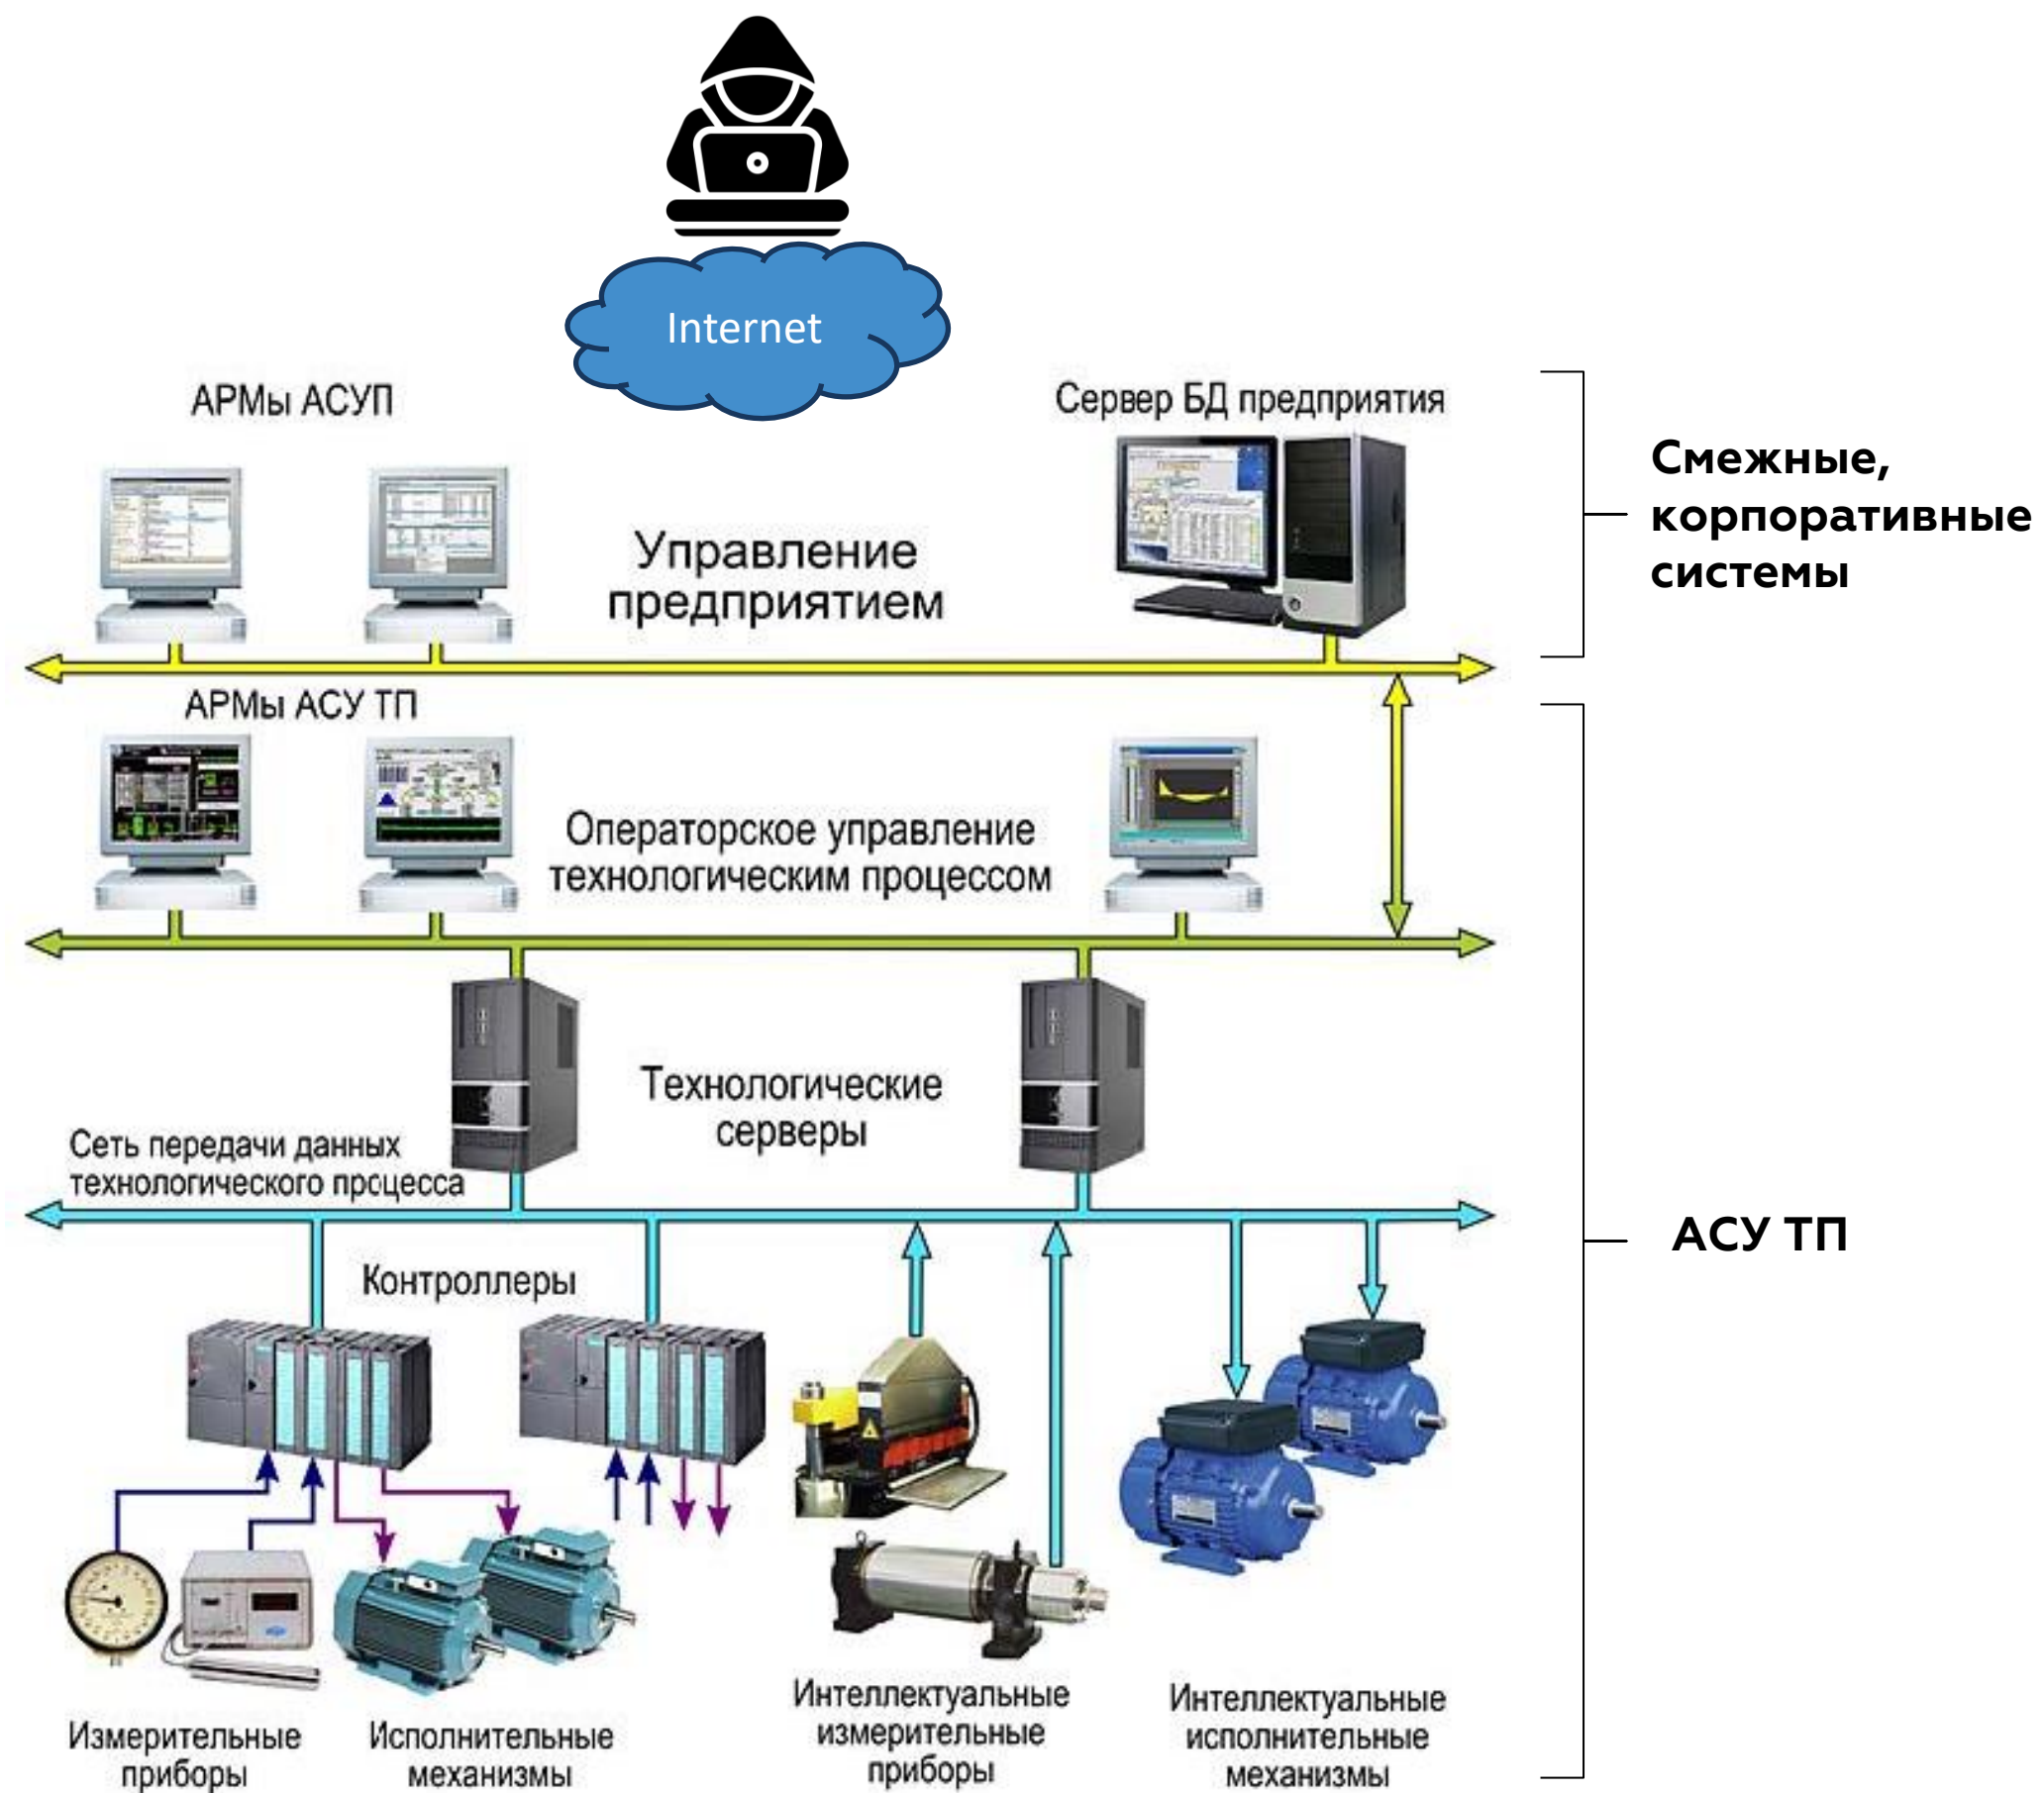 Internet
АРМы АСУП
Сервер БД предприятия
Смежные,
корпоративные
системы
Управление
предприятием
АРМы АСУ ТП
Операторское управление
технологическим процессом
Технологические
серверы
Сеть передачи данных
технологического процесса
АСУ ТП
Контроллеры
Измерительные
приборы
Исполнительные
механизмы
Интеллектуальные
измерительные
приборы
Интеллектуальные
исполнительные
механизмы